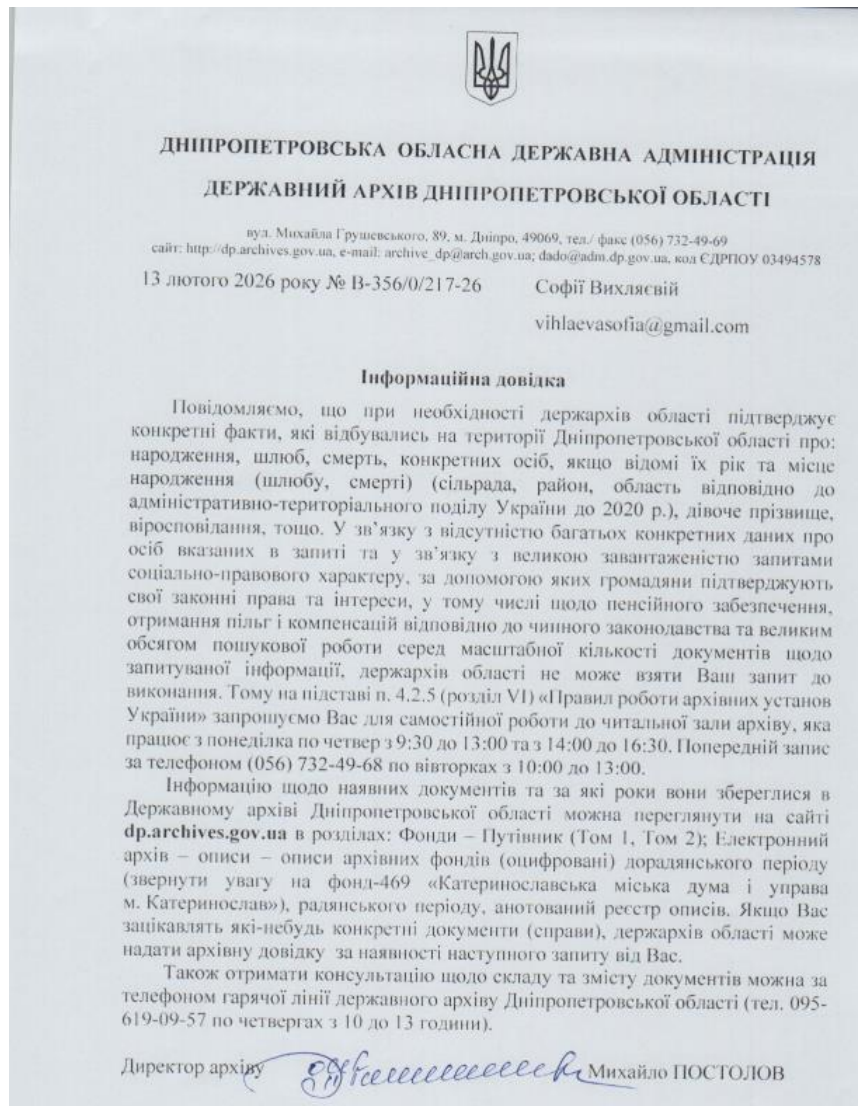 ДНІПРОПЕТРОВСЬКА ОБЛАСНА ДЕРЖАВНА АДМІНІСТРАЦІЯ
ДЕРЖАВНИЙ АРХІВ ДНІПРОПЕТРОВСЬКОЇ ОБЛАСТІ
вул. Михайла Грушевського, 89, м. Дніпро, 49069, тел./ факс (056) 732-49-69
сайт: http://dp.archives.gov.ua, e-mail: archive_dp@arch.gov.ua; dado@adm.dp.gov.ua, код ЄДРПОУ 03494578
13 лютого 2026 року № В-356/0/217-26
Софії Вихляєвій
vihlaevasofia@gmail.com
Інформаційна довідка
Повідомляємо, що при необхідності держархів області підтверджує
конкретні факти, які відбувались на території Дніпропетровської області про:
народження, шлюб, смерть, конкретних осіб, якщо відомі їх рік та місце
народження (шлюбу, смерті) (сільрада, район, область відповідно до
адміністративно-територіального поділу України до 2020 р.), дівоче прізвище,
віросповідання, тощо. У зв’язку з відсутністю багатьох конкретних даних про
осіб вказаних в запиті та у зв’язку з великою завантаженістю запитами
соціально-правового характеру, за допомогою яких громадяни підтверджують
свої законні права та інтереси, у тому числі щодо пенсійного забезпечення,
отримання пільг і компенсацій відповідно до чинного законодавства та великим
обсягом пошукової роботи серед масштабної кількості документів щодо
запитуваної інформації, держархів області не може взяти Ваш запит до
виконання. Тому на підставі п. 4.2.5 (розділ VI) «Правил роботи архівних установ
України» запрошуємо Вас для самостійної роботи до читальної зали архіву, яка
працює з понеділка по четвер з 9:30 до 13:00 та з 14:00 до 16:30. Попередній запис
за телефоном (056) 732-49-68 по вівторках з 10:00 до 13:00.
Інформацію щодо наявних документів та за які роки вони збереглися в
Державному архіві Дніпропетровської області можна переглянути на сайті
dp.archives.gov.ua в розділах: Фонди – Путівник (Том 1, Том 2); Електронний
архів – описи – описи архівних фондів (оцифровані) дорадянського періоду
(звернути увагу на фонд-469 «Катеринославська міська дума і управа
м. Катеринослав»), радянського періоду, анотований реєстр описів. Якщо Вас
зацікавлять які-небудь конкретні документи (справи), держархів області може
надати архівну довідку за наявності наступного запиту від Вас.
Також отримати консультацію щодо складу та змісту документів можна за
телефоном гарячої лінії державного архіву Дніпропетровської області (тел. 095-
619-09-57 по четвергах з 10 до 13 години).
Директор архіву Михайло ПОСТОЛОВ